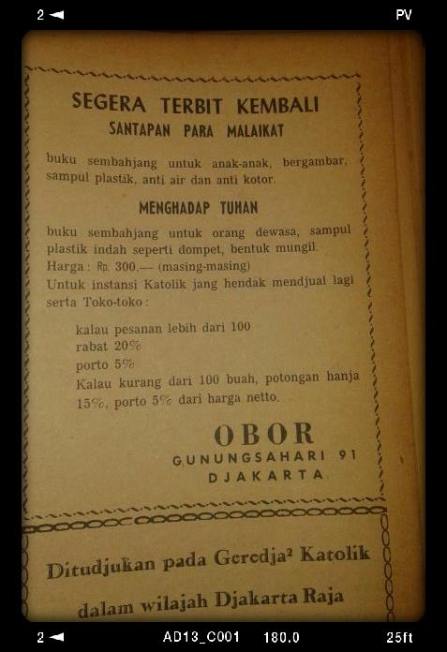 2 ◄ PV
SEGERA TERBIT KEMBALI
SANTAPAN PARA MALAIKAT
buku sembahjang untuk anak-anak, bergambar,
sampul plastik, anti air dan anti kotor.
MENGHADAP TUHAN
buku sembahjang untuk orang dewasa, sampul
plastik indah seperti dompet, bentuk mungil.
Harga : Rp. 300.— (masing-masing)
Untuk instansi Katolik jang hendak mendjual lagi
serta Toko-toko :
kalau pesanan lebih dari 100
rabat 20%
porto 5%
Kalau kurang dari 100 buah, potongan hanja
15%, porto 5% dari harga netto.
OBOR
GUNUNGSAHARI 91
DJAKARTA
Ditudjukan pada Geredja² Katolik
dalam wilajah Djakarta Raja
2 ◄ AD13_C001 180.0 25ft